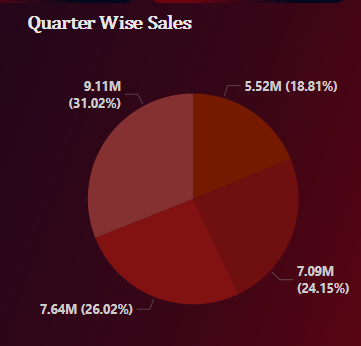 Quarter Wise Sales
9.11M
(31.02%)
5.52M (18.81%)
7.09M
(24.15%)
7.64M (26.02%)